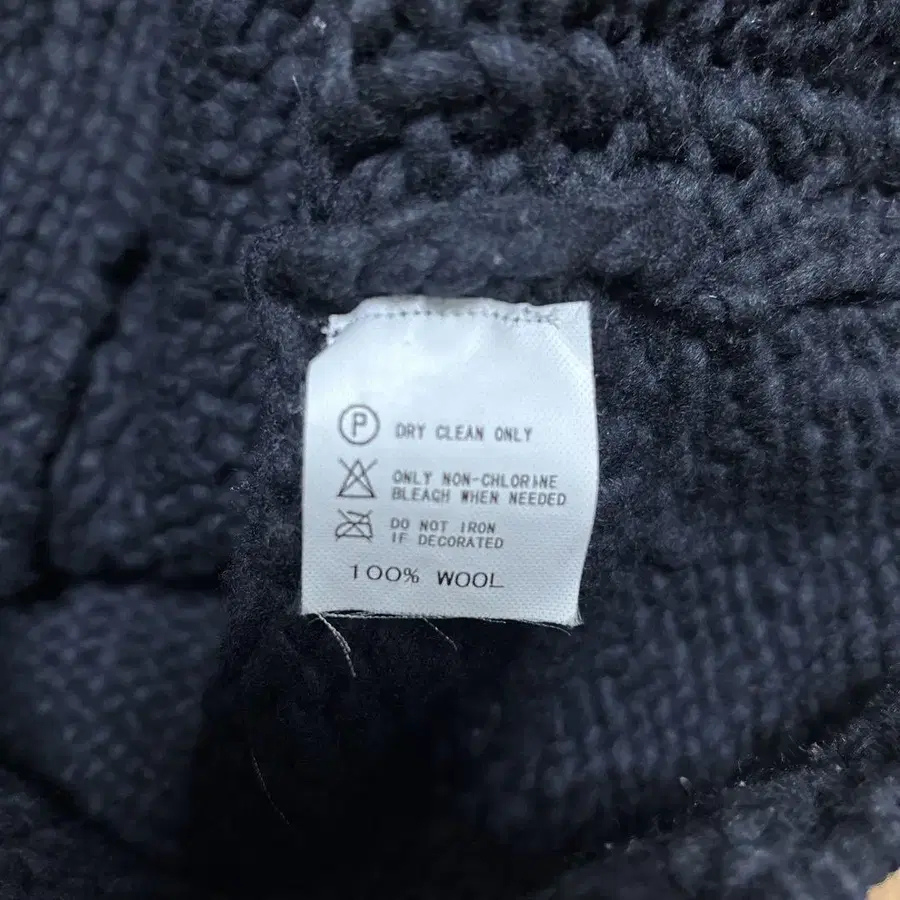 P DRY CLEAN ONLY
ONLY NON-CHLORINE
BLEACH WHEN NEEDED
DO NOT IRON
IF DECORATED
100% WOOL